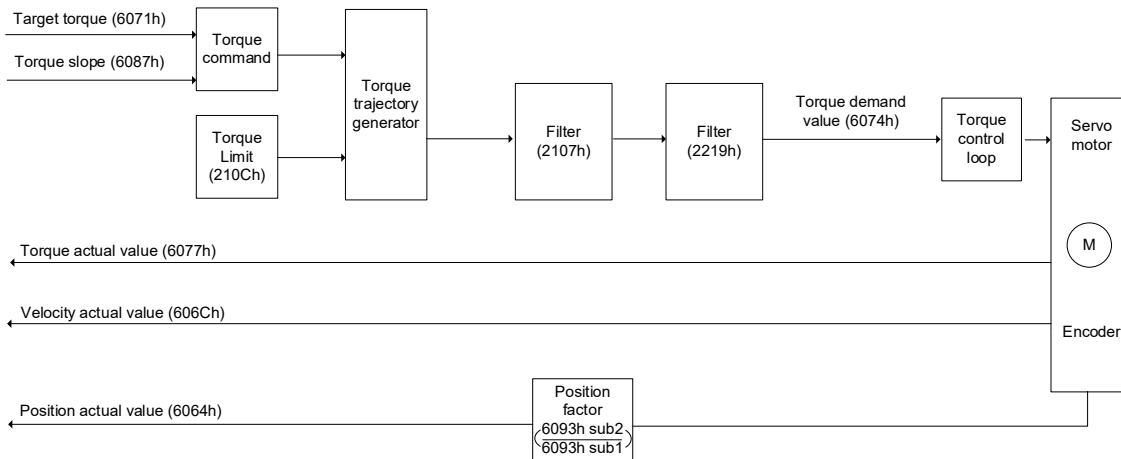 Target torque (6071h)
Torque slope (6087h)
Torque
command
Torque
Limit
(210Ch)
Torque
trajectory
generator
Filter
(2107h)
Filter
(2219h)
Torque demand
value (6074h)
Torque
control
loop
Servo
motor
M
Encoder
Torque actual value (6077h)
Velocity actual value (606Ch)
Position actual value (6064h)
Position
factor
(6093h sub2
6093h sub1)